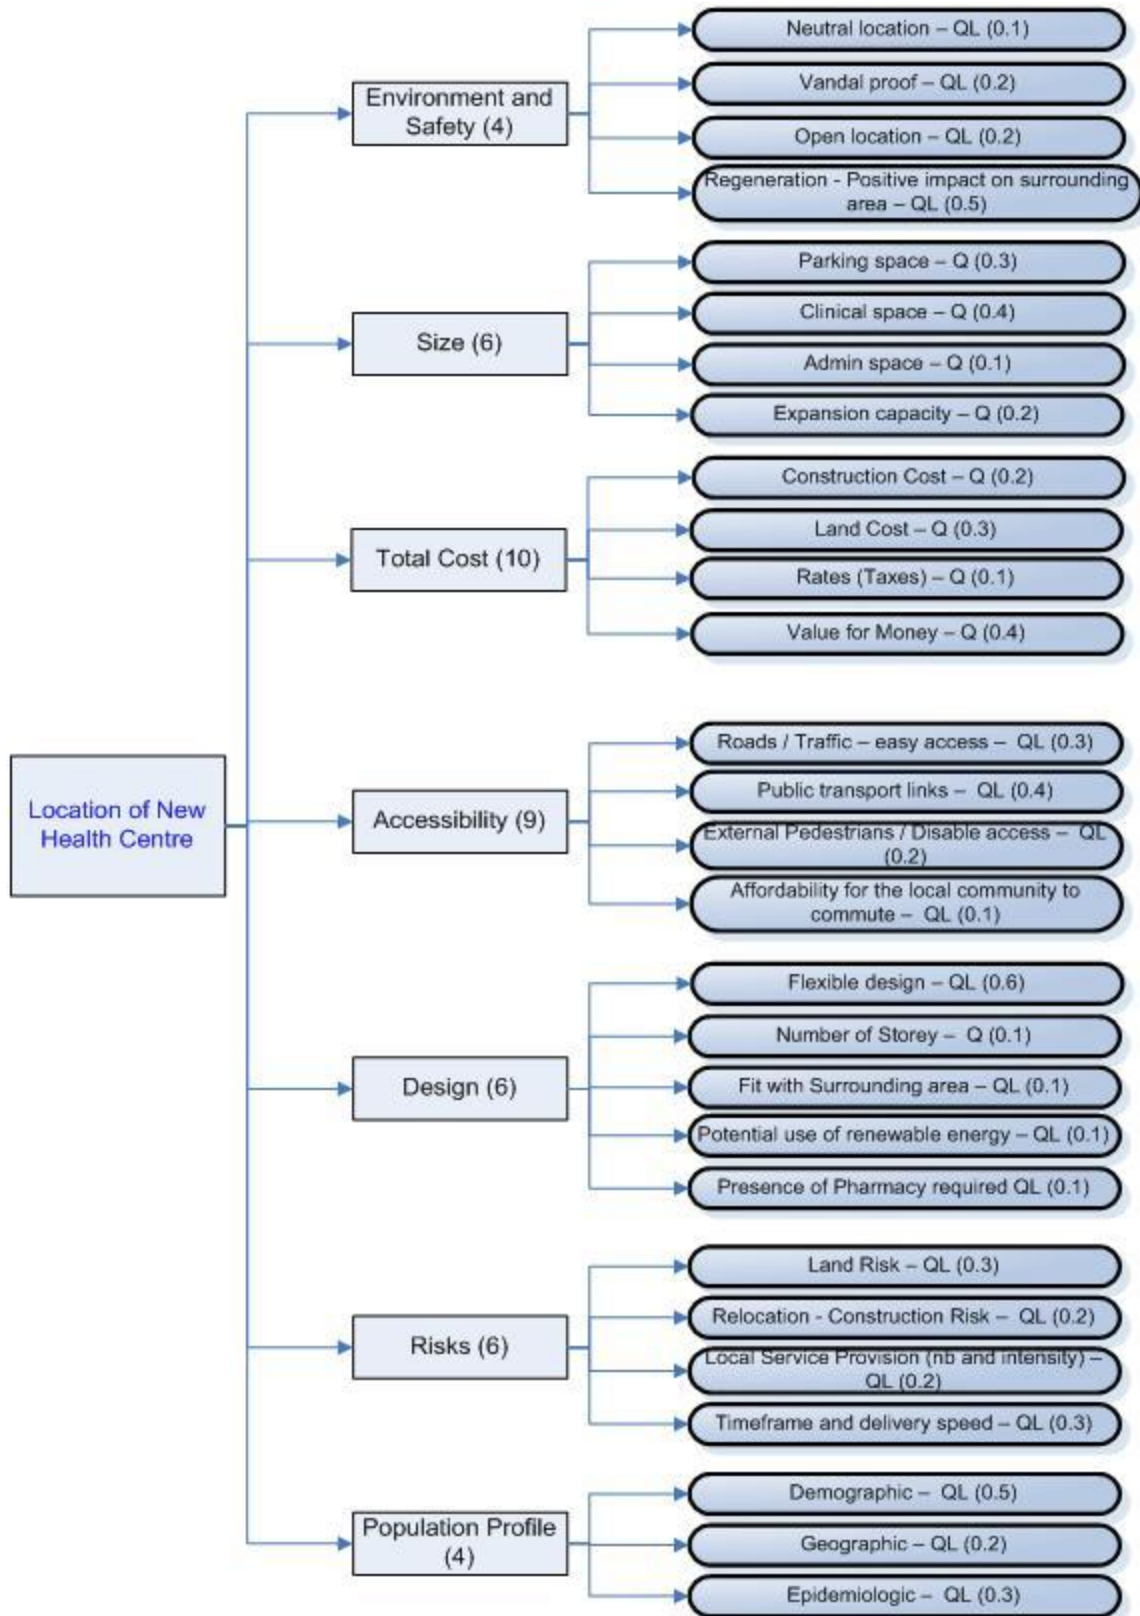 Location of New
Health Centre
Environment and
Safety (4)
Neutral location – QL (0.1)
Vandal proof – QL (0.2)
Open location – QL (0.2)
Regeneration - Positive impact on surrounding
area – QL (0.5)
Size (6)
Parking space – Q (0.3)
Clinical space – Q (0.4)
Admin space – Q (0.1)
Expansion capacity – Q (0.2)
Total Cost (10)
Construction Cost – Q (0.2)
Land Cost – Q (0.3)
Rates (Taxes) – Q (0.1)
Value for Money – Q (0.4)
Accessibility (9)
Roads / Traffic – easy access – QL (0.3)
Public transport links – QL (0.4)
External Pedestrians / Disable access – QL
(0.2)
Affordability for the local community to
commute – QL (0.1)
Design (6)
Flexible design – QL (0.6)
Number of Storey – Q (0.1)
Fit with Surrounding area – QL (0.1)
Potential use of renewable energy – QL (0.1)
Presence of Pharmacy required QL (0.1)
Risks (6)
Land Risk – QL (0.3)
Relocation - Construction Risk – QL (0.2)
Local Service Provision (nb and intensity) –
QL (0.2)
Timeframe and delivery speed – QL (0.3)
Population Profile
(4)
Demographic – QL (0.5)
Geographic – QL (0.2)
Epidemiologic – QL (0.3)